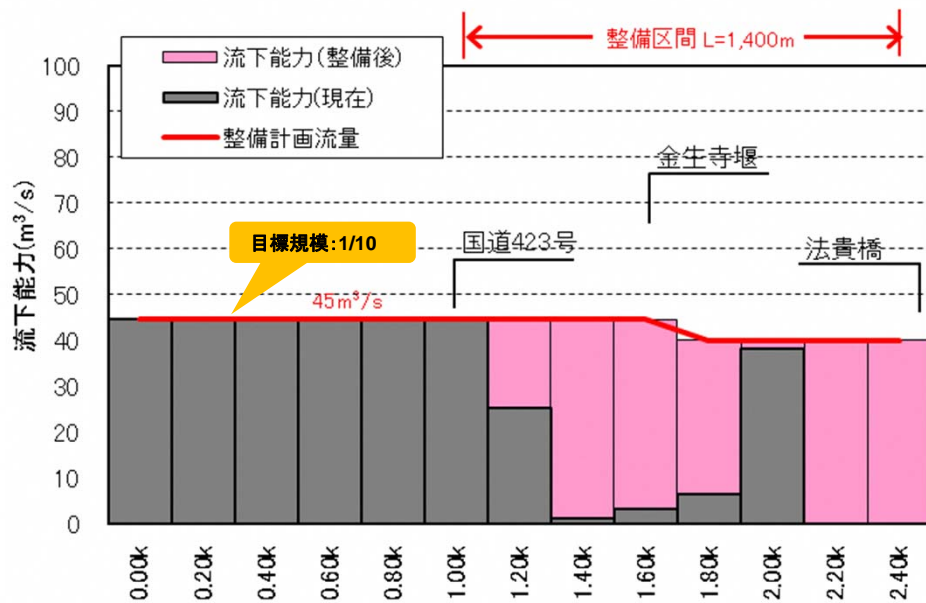 整備区間 L=1,400m
流下能力(整備後)
流下能力(現在)
整備計画流量
流下能力(m³/s)
100
90
80
70
60
50
40
30
20
10
0
金生寺堰
国道423号
法貴橋
目標規模:1/10
45m³/s
0.00k
0.20k
0.40k
0.60k
0.80k
1.00k
1.20k
1.40k
1.60k
1.80k
2.00k
2.20k
2.40k